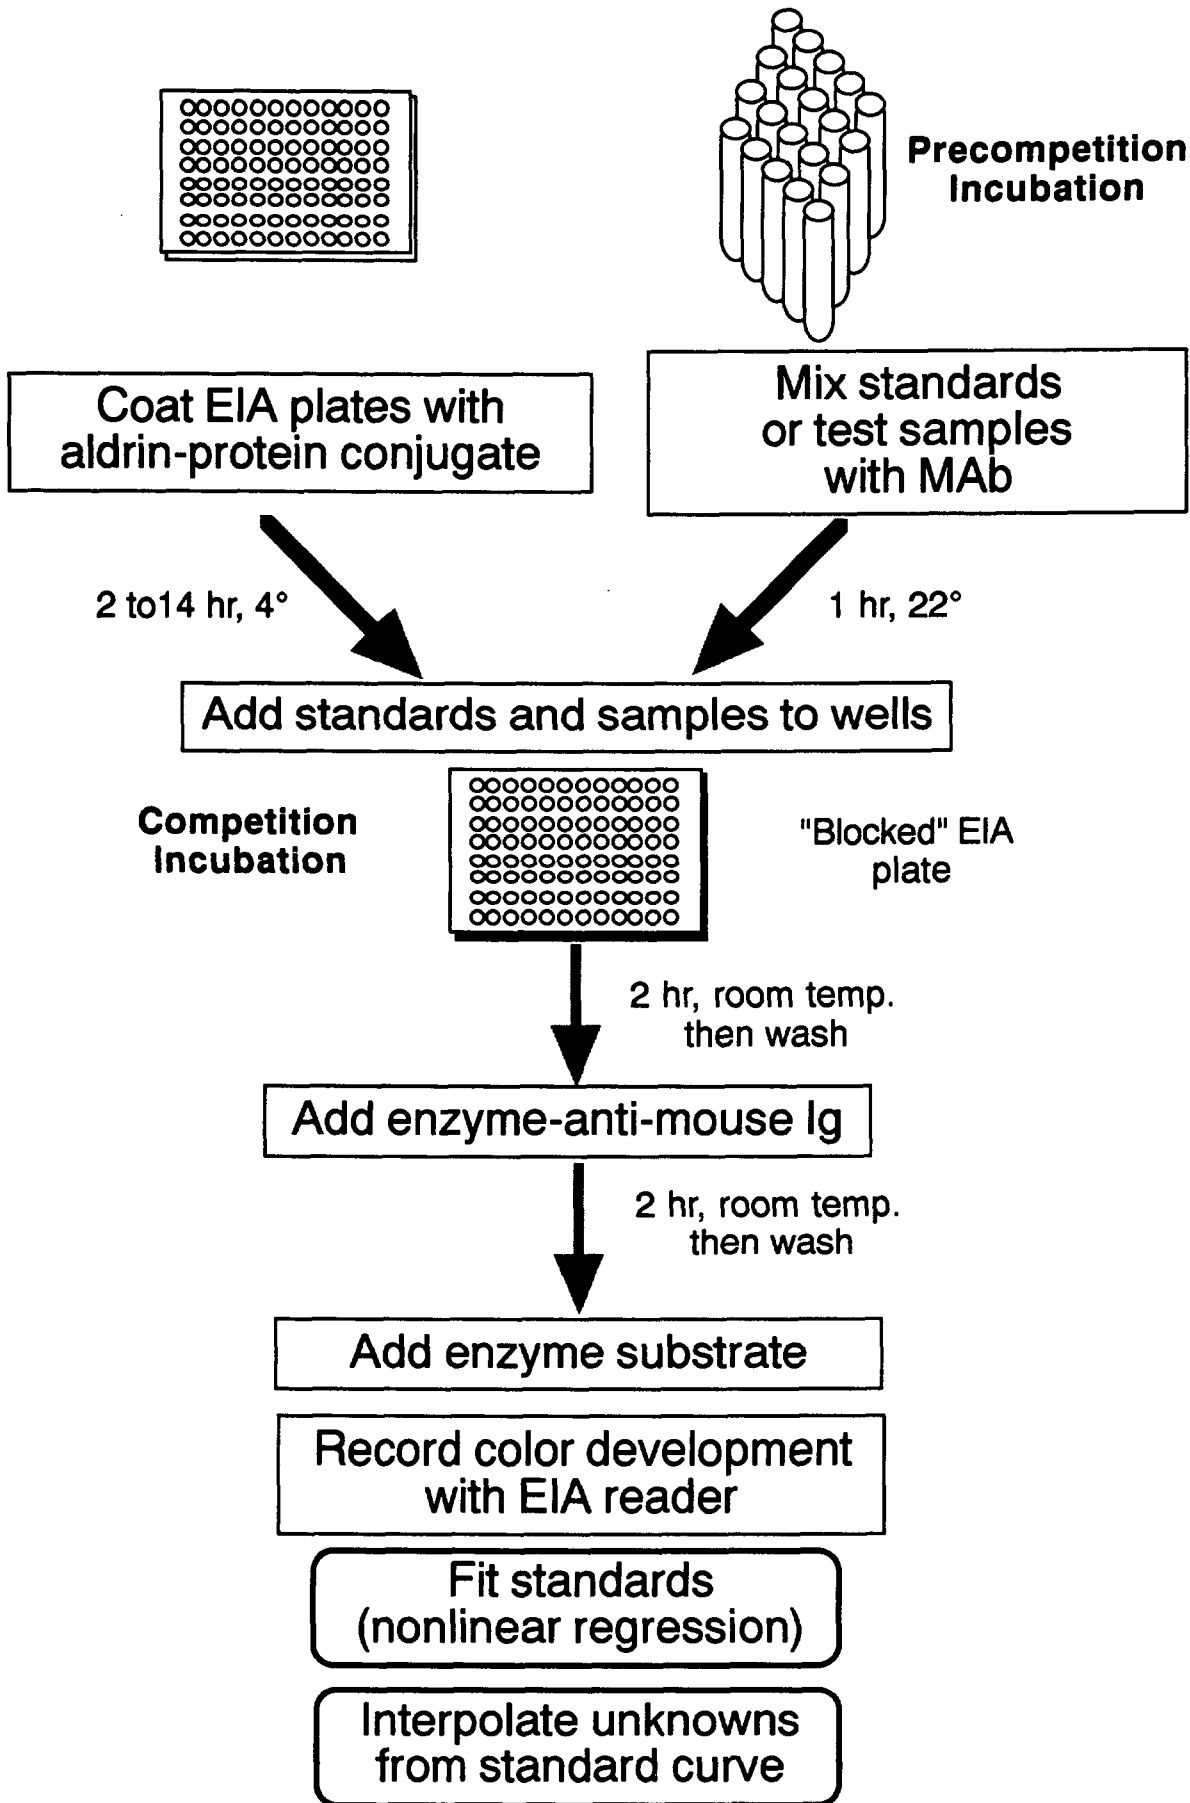 Precompetition
Incubation
Coat EIA plates with
aldrin-protein conjugate
Mix standards
or test samples
with MAb
2 to14 hr, 4°
1 hr, 22°
Add standards and samples to wells
Competition
Incubation
"Blocked" EIA
plate
2 hr, room temp.
then wash
Add enzyme-anti-mouse Ig
2 hr, room temp.
then wash
Add enzyme substrate
Record color development
with EIA reader
Fit standards
(nonlinear regression)
Interpolate unknowns
from standard curve